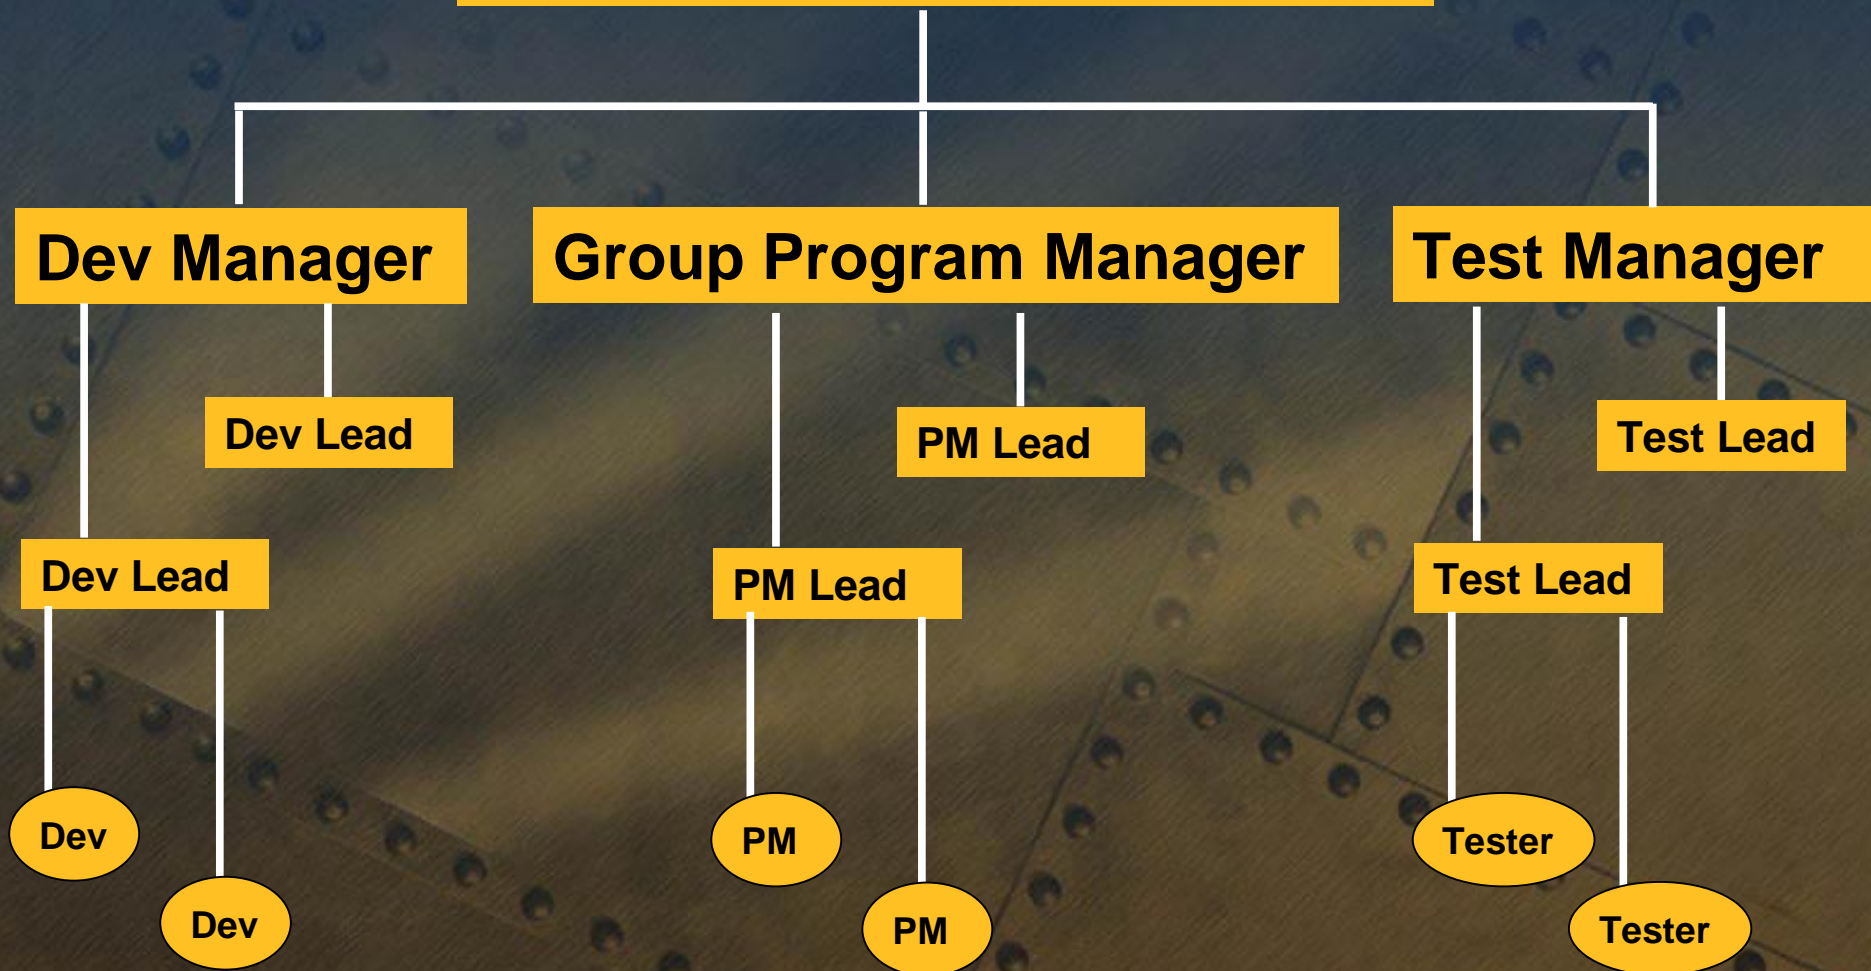 Dev Manager
Group Program Manager
Test Manager
Dev Lead
PM Lead
Test Lead
Dev Lead
PM Lead
Test Lead
Dev
PM
Tester
Dev
PM
Tester